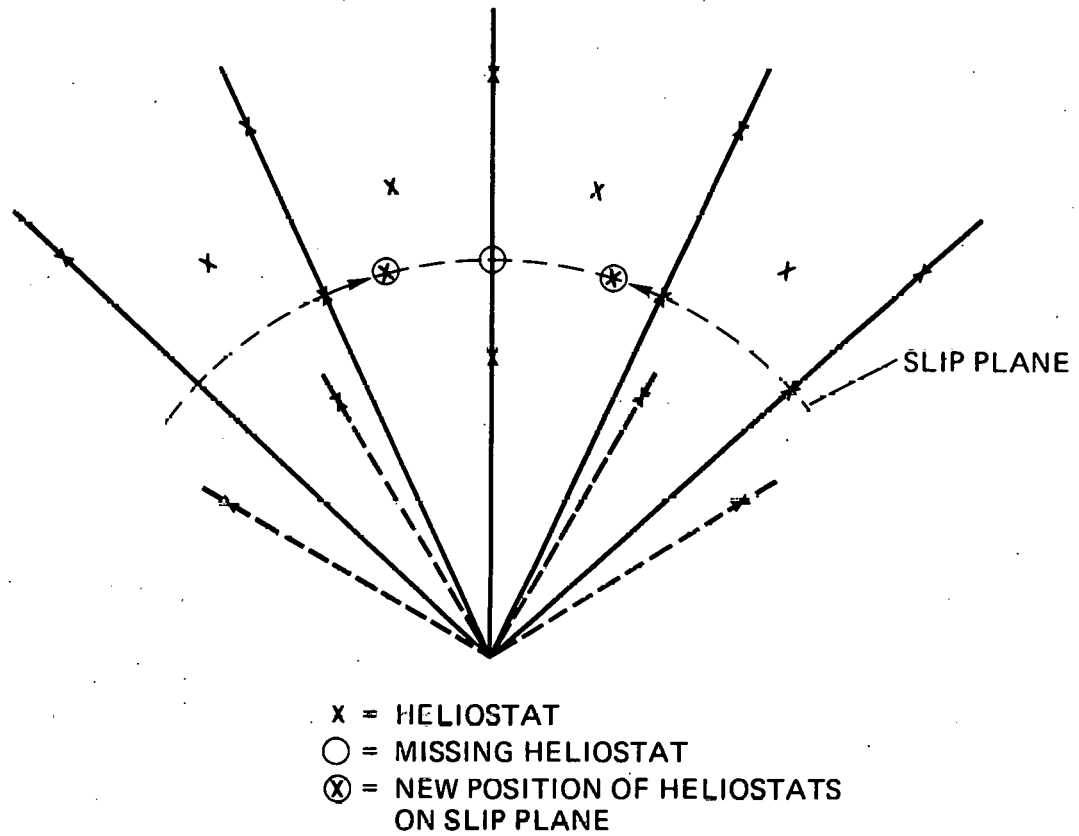 SLIP PLANE
X = HELIOSTAT
○ = MISSING HELIOSTAT
Ⓧ = NEW POSITION OF HELIOSTATS
ON SLIP PLANE